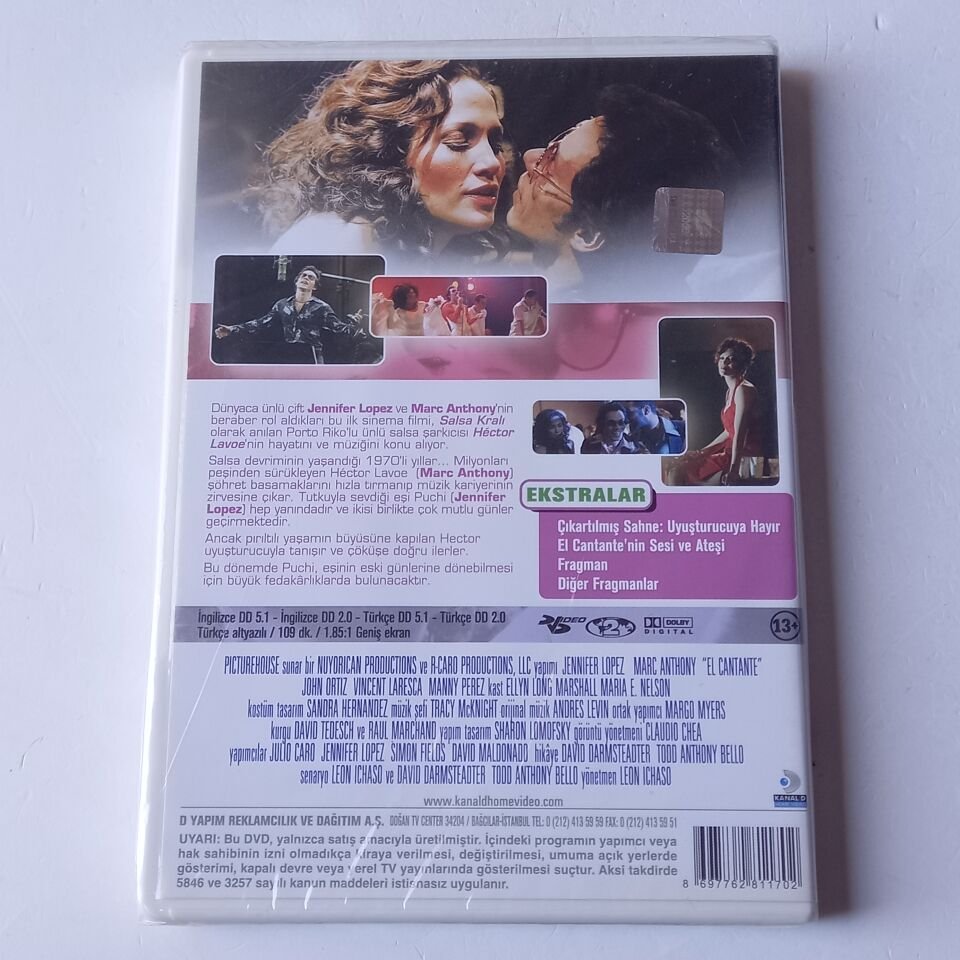 Dünyaca ünlü çift Jennifer Lopez ve Marc Anthony'nin
beraber rol aldıkları bu ilk sinema filmi, Salsa Kralı
olarak anılan Porto Riko'lu ünlü salsa şarkıcısı Héctor
Lavoe'nin hayatını ve müziğini konu alıyor.
Salsa devriminin yaşandığı 1970'li yıllar... Milyonları
peşinden sürükleyen Héctor Lavoe (Marc Anthony)
şöhret basamaklarını hızla tırmanıp müzik kariyerinin
zirvesine çıkar. Tutkuyla sevdiği eşi Puchi (Jennifer
Lopez) hep yanındadır ve ikisi birlikte çok mutlu günler
geçirmektedir.
Ancak pırıltılı yaşamın büyüsüne kapılan Hector
uyuşturucuyla tanışır ve çöküşe doğru ilerler.
Bu dönemde Puchi, eşinin eski günlerine dönebilmesi
için büyük fedakârlıklarda bulunacaktır.
EKSTRALAR
Çıkartılmış Sahne: Uyuşturucuya Hayır
El Cantante'nin Sesi ve Ateşi
Fragman
Diğer Fragmanlar
İngilizce DD 5.1 - İngilizce DD 2.0 - Türkçe DD 5.1 - Türkçe DD 2.0
Türkçe altyazılı / 109 dk. / 1.85:1 Geniş ekran
DVD VIDEO
2
DOLBY
DIGITAL
13+
PICTUREHOUSE sunar bir NUYORICAN PRODUCTIONS ve R-CARO PRODUCTIONS, LLC yapımı JENNIFER LOPEZ MARC ANTHONY "EL CANTANTE"
JOHN ORTIZ VINCENT LARESCA MANNY PEREZ kast ELLYN LONG MARSHALL MARIA E. NELSON
kostüm tasarım SANDRA HERNANDEZ müzik şefi TRACY McKNIGHT orijinal müzik ANDRES LEVIN ortak yapımcı MARGO MYERS
kurgu DAVID TEDESCH ve RAUL MARCHAND yapım tasarım SHARON LOMOFSKY görüntü yönetmeni CLAUDIO CHEA
yapımcılar JULIO CARO JENNIFER LOPEZ SIMON FIELDS DAVID MALDONADO hikâye DAVID DARMSTEADTER TODD ANTHONY BELLO
senaryo LEON ICHASO ve DAVID DARMSTEADTER TODD ANTHONY BELLO yönetmen LEON ICHASO
www.kanaldhomevideo.com
KANAL D
HOME VIDEO
D YAPIM REKLAMCILIK VE DAĞITIM A.Ş. DOĞAN TV CENTER 34204 / BAĞCILAR-İSTANBUL TEL: 0 (212) 413 59 59 FAX: 0 (212) 413 59 51
UYARI: Bu DVD, yalnızca satış amacıyla üretilmiştir. İçindeki programın yapımcı veya
hak sahibinin izni olmadıkça kiraya verilmesi, değiştirilmesi, umuma açık yerlerde
gösterimi, kapalı devre veya yerel TV yayınlarında gösterilmesi suçtur. Aksi takdirde
5846 ve 3257 sayılı kanun maddeleri istisnasız uygulanır.
8 697762 811702